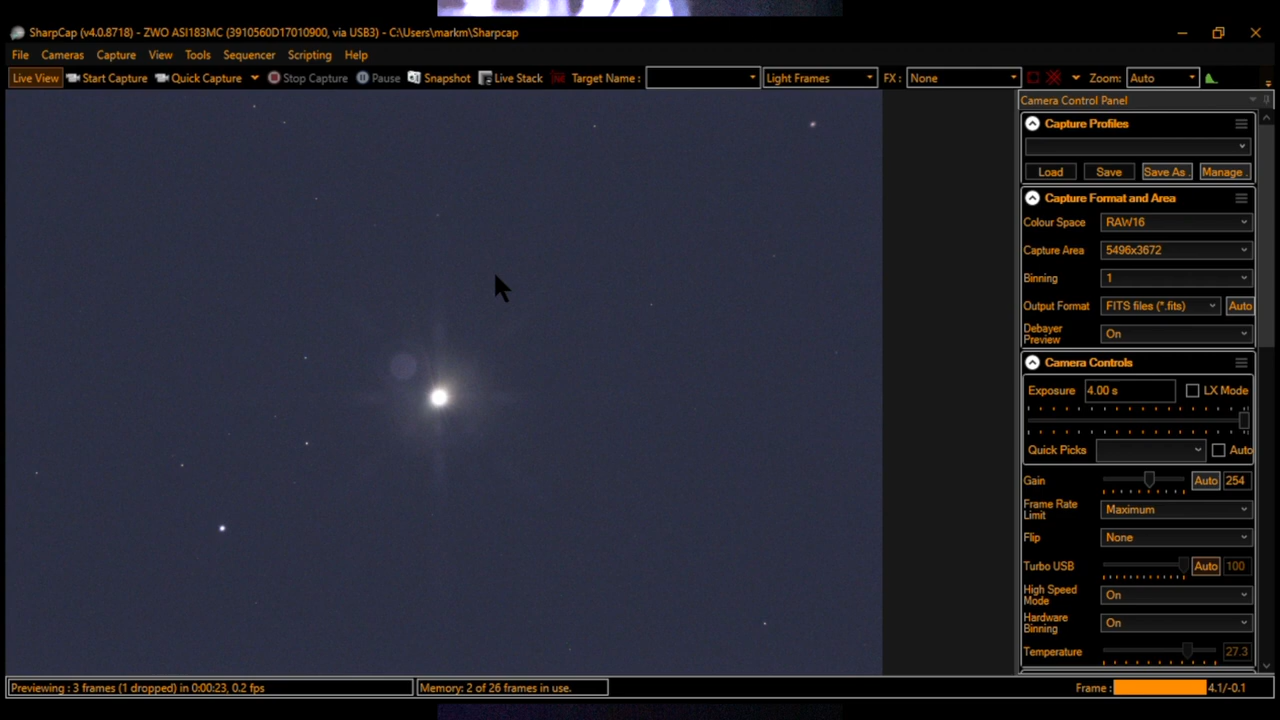 SharpCap (v4.0.8718) - ZWO ASI183MC (3910560D17010900, via USB3) - C:\Users\markm\Sharpcap
File Cameras Capture View Tools Sequencer Scripting Help
Live View Start Capture Quick Capture Stop Capture Pause Snapshot Live Stack Target Name : Light Frames FX : None Zoom: Auto
Camera Control Panel
Capture Profiles
Load Save Save As . Manage .
Capture Format and Area
Colour Space RAW16
Capture Area 5496x3672
Binning 1
Output Format FITS files (*.fits) Auto
Debayer
Preview On
Camera Controls
Exposure 4.00 s LX Mode
Quick Picks Auto
Gain Auto 254
Frame Rate
Limit Maximum
Flip None
Turbo USB Auto 100
High Speed
Mode On
Hardware
Binning On
Temperature 27.3
Previewing : 3 frames (1 dropped) in 0:00:23, 0.2 fps Memory: 2 of 26 frames in use. Frame : 4.1/-0.1